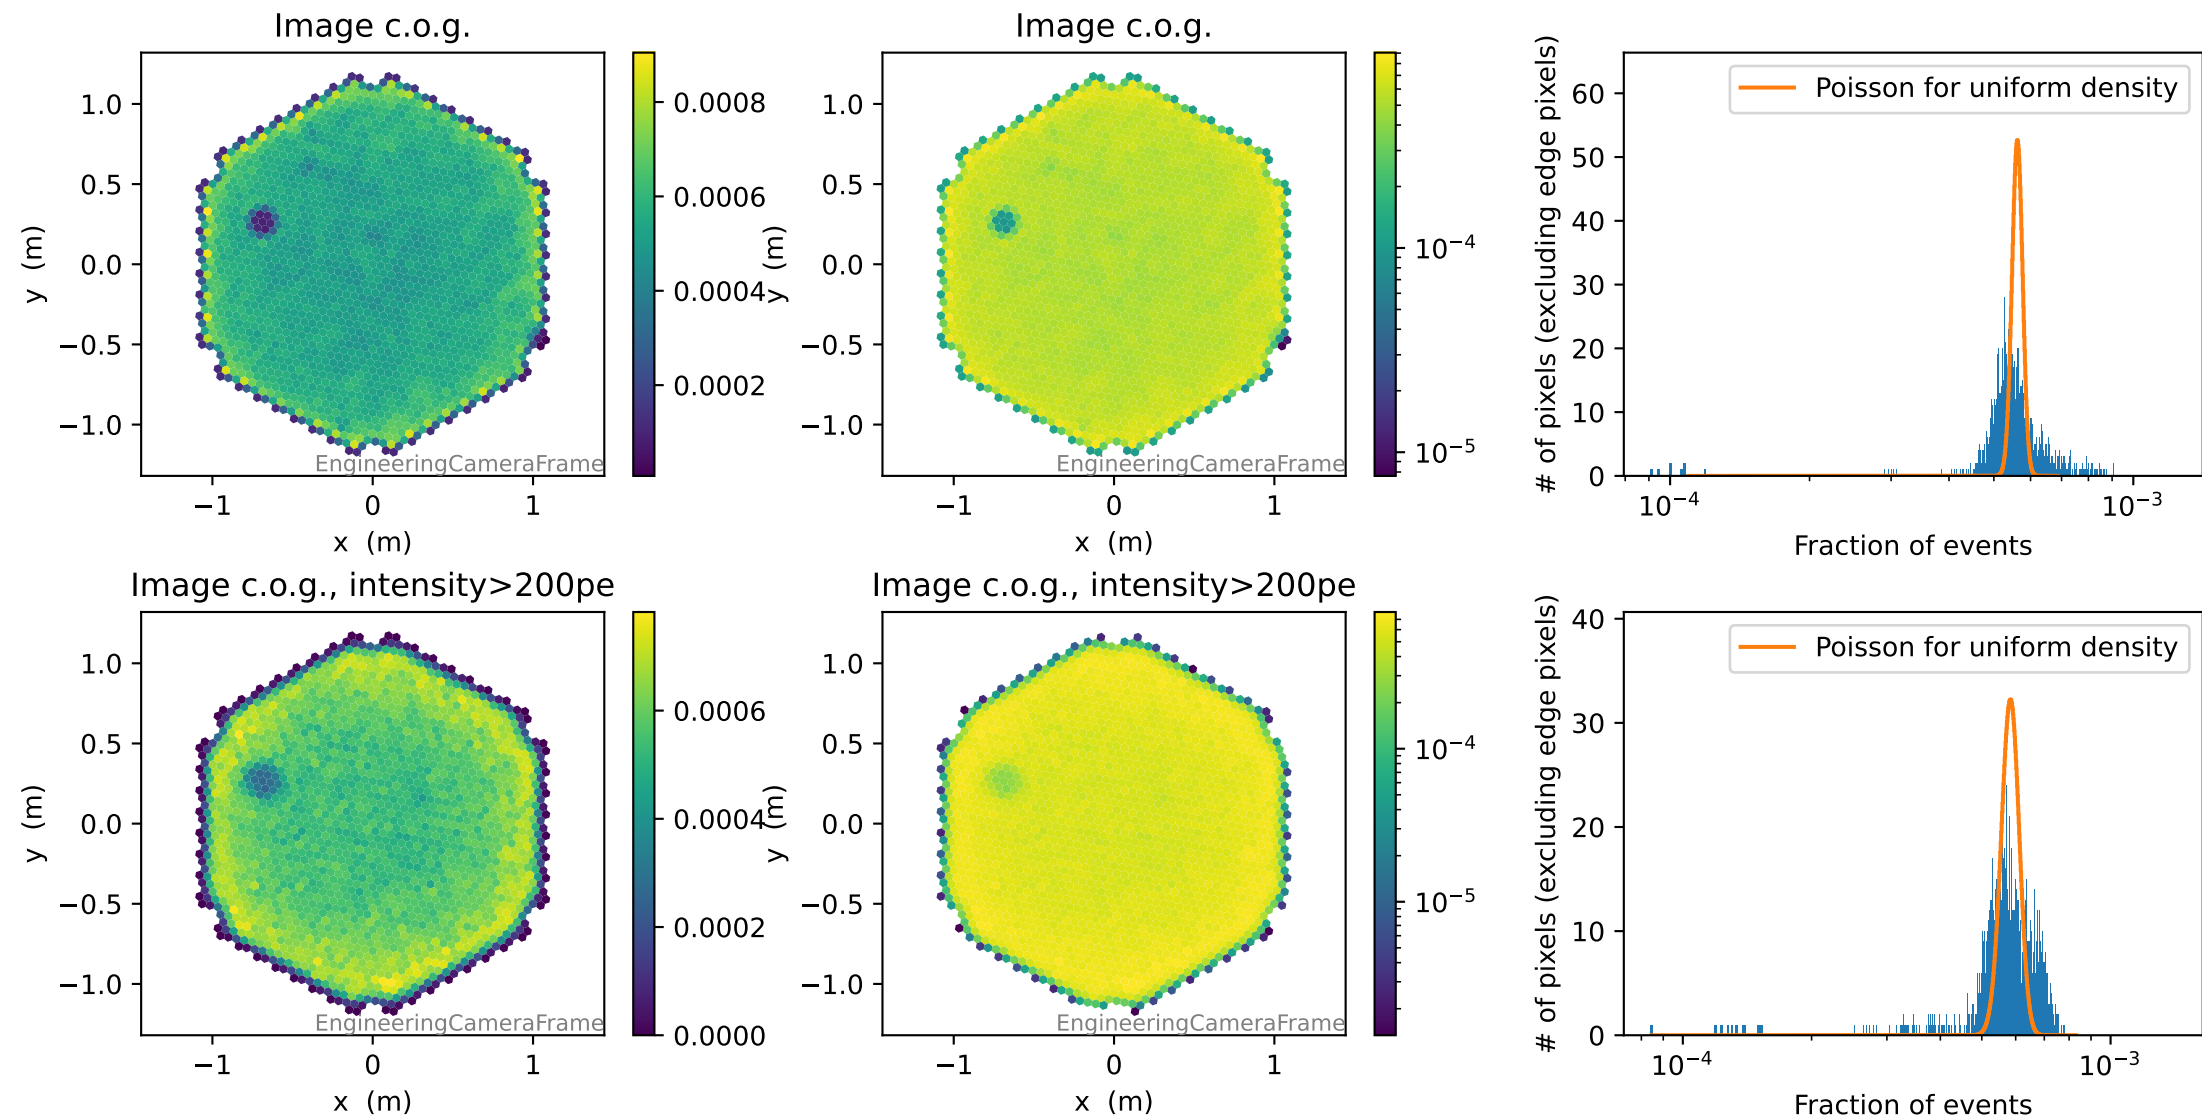 Image c.o.g.
1.0
0.5
0.0
−0.5
−1.0
y (m)
−1
0
1
x (m)
EngineeringCameraFrame
0.0008
0.0006
0.0004
0.0002
Image c.o.g.
1.0
0.5
0.0
−0.5
−1.0
y (m)
−1
0
1
x (m)
EngineeringCameraFrame
10⁻⁴
10⁻⁵
# of pixels (excluding edge pixels)
60
50
40
30
20
10
0
Poisson for uniform density
10⁻⁴
10⁻³
Fraction of events
Image c.o.g., intensity>200pe
1.0
0.5
0.0
−0.5
−1.0
y (m)
−1
0
1
x (m)
EngineeringCameraFrame
0.0006
0.0004
0.0002
0.0000
Image c.o.g., intensity>200pe
1.0
0.5
0.0
−0.5
−1.0
y (m)
−1
0
1
x (m)
EngineeringCameraFrame
10⁻⁴
10⁻⁵
# of pixels (excluding edge pixels)
40
30
20
10
0
Poisson for uniform density
10⁻⁴
10⁻³
Fraction of events